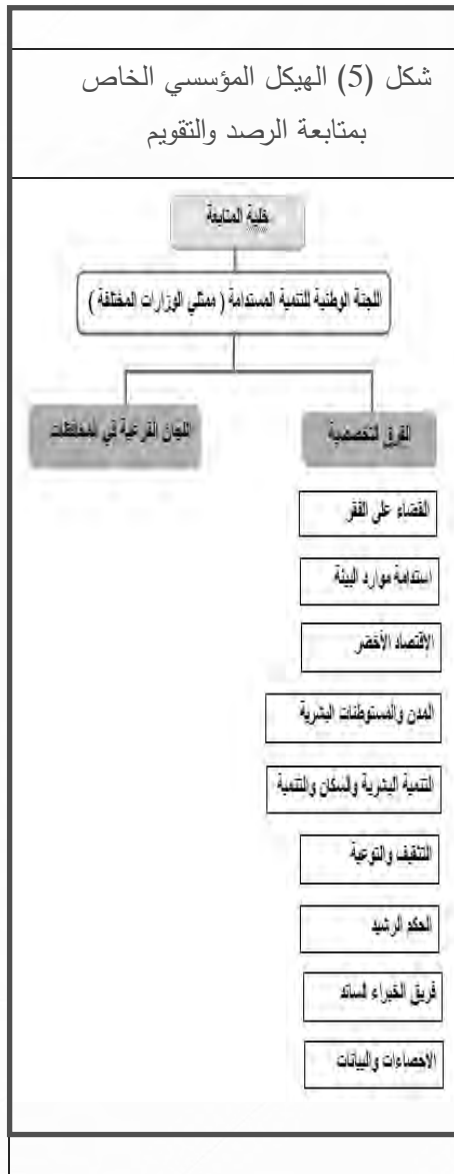 شكل (5) الهيكل المؤسسي الخاص
بمتابعة الرصد والتقويم
خلية المتابعة
اللجنة الوطنية للتنمية المستدامة ( ممثلي الوزارات المختلفة )
الفرق التخصصية
اللجان الفرعية في المحافظات
القضاء على الفقر
استدامة موارد البيئة
الاقتصاد الأخضر
المدن والمستوطنات البشرية
التنمية البشرية والسكان والتنمية
التثقيف والتوعية
الحكم الرشيد
فريق الخبراء الساند
الاحصاءات والبيانات